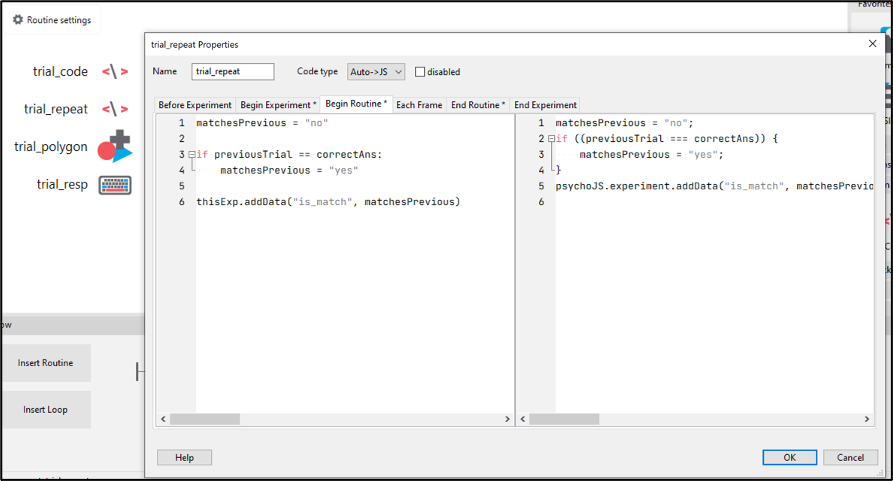 Favorite
Routine settings
trial_repeat Properties
trial_code
Name trial_repeat Code type Auto->JS disabled
trial_repeat
Before Experiment Begin Experiment * Begin Routine * Each Frame End Routine * End Experiment
trial_polygon
trial_resp
1 matchesPrevious = "no"
2
3 if previousTrial == correctAns:
4 matchesPrevious = "yes"
5
6 thisExp.addData("is_match", matchesPrevious)
1 matchesPrevious = "no";
2 if ((previousTrial === correctAns)) {
3 matchesPrevious = "yes";
4 }
5 psychoJS.experiment.addData("is_match", matchesPrevio
6
ow
Insert Routine
Insert Loop
Help OK Cancel